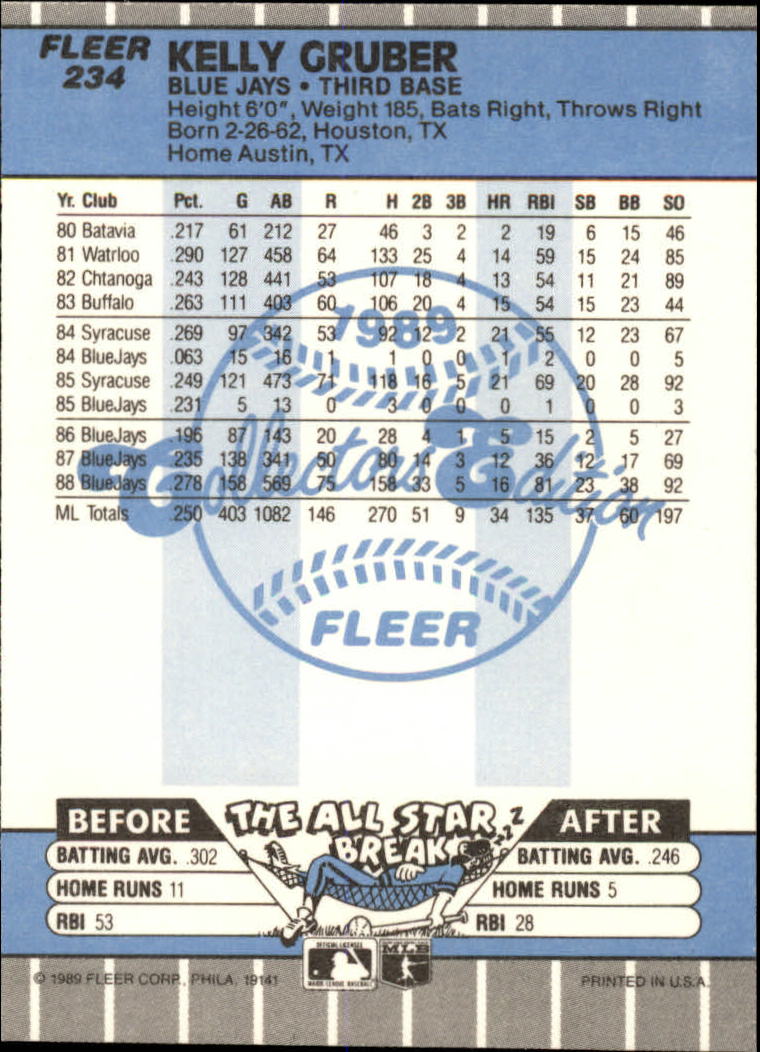 FLEER
234
KELLY GRUBER
BLUE JAYS • THIRD BASE
Height 6'0", Weight 185, Bats Right, Throws Right
Born 2-26-62, Houston, TX
Home Austin, TX
Yr. Club Pct. G AB R H 2B 3B HR RBI SB BB SO
80 Batavia .217 61 212 27 46 3 2 2 19 6 15 46
81 Watrloo .290 127 458 64 133 25 4 14 59 15 24 85
82 Chtanoga .243 128 441 53 107 18 4 13 54 11 21 89
83 Buffalo .263 111 403 60 106 20 4 15 54 15 23 44
84 Syracuse .269 97 342 53 92 12 2 21 55 12 23 67
84 BlueJays .063 15 16 1 1 0 0 1 2 0 0 5
85 Syracuse .249 121 473 71 118 16 5 21 69 20 28 92
85 BlueJays .231 5 13 0 3 0 0 0 1 0 0 3
86 BlueJays .196 87 143 20 28 4 1 5 15 2 5 27
87 BlueJays .235 138 341 50 80 14 3 12 36 12 17 69
88 BlueJays .278 158 569 75 158 33 5 16 81 23 38 92
ML Totals .250 403 1082 146 270 51 9 34 135 37 60 197
1989
Collectors' Edition
FLEER
BEFORE THE ALL STAR BREAK ZZZ AFTER
BATTING AVG. .302 BATTING AVG. .246
HOME RUNS 11 HOME RUNS 5
RBI 53 RBI 28
OFFICIAL LICENSEE
MAJOR LEAGUE BASEBALL
MLB
© 1989 FLEER CORP., PHILA. 19141 PRINTED IN U.S.A.